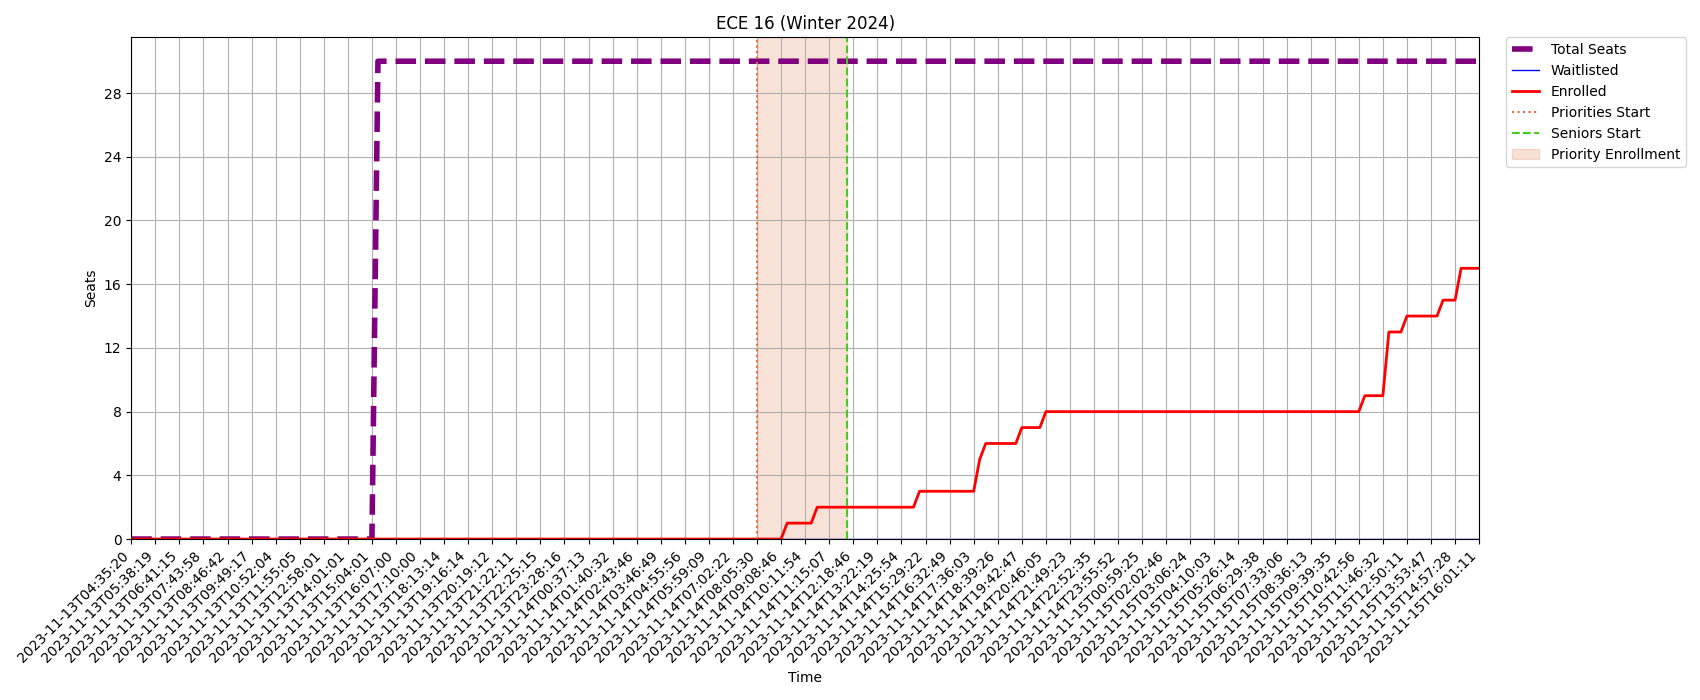 ECE 16 (Winter 2024)
Total Seats
Waitlisted
Enrolled
Priorities Start
Seniors Start
Priority Enrollment
Seats
28
24
20
16
12
8
4
0
2023-11-13T04:35:20
2023-11-13T05:38:19
2023-11-13T06:41:15
2023-11-13T07:43:58
2023-11-13T08:46:42
2023-11-13T09:49:17
2023-11-13T10:52:04
2023-11-13T11:55:05
2023-11-13T12:58:01
2023-11-13T14:01:01
2023-11-13T15:04:01
2023-11-13T16:07:00
2023-11-13T17:10:00
2023-11-13T18:13:14
2023-11-13T19:16:14
2023-11-13T20:19:12
2023-11-13T21:22:11
2023-11-13T22:25:15
2023-11-13T23:28:16
2023-11-14T00:37:13
2023-11-14T01:40:32
2023-11-14T02:43:46
2023-11-14T03:46:49
2023-11-14T04:55:56
2023-11-14T05:59:09
2023-11-14T07:02:22
2023-11-14T08:05:30
2023-11-14T09:08:46
2023-11-14T10:11:54
2023-11-14T11:15:07
2023-11-14T12:18:46
2023-11-14T13:22:19
2023-11-14T14:25:54
2023-11-14T15:29:22
2023-11-14T16:32:49
2023-11-14T17:36:03
2023-11-14T18:39:26
2023-11-14T19:42:47
2023-11-14T20:46:05
2023-11-14T21:49:23
2023-11-14T22:52:35
2023-11-14T23:55:52
2023-11-15T00:59:25
2023-11-15T02:02:46
2023-11-15T03:06:24
2023-11-15T04:10:03
2023-11-15T05:26:14
2023-11-15T06:29:38
2023-11-15T07:33:06
2023-11-15T08:36:13
2023-11-15T09:39:35
2023-11-15T10:42:56
2023-11-15T11:46:32
2023-11-15T12:50:11
2023-11-15T13:53:47
2023-11-15T14:57:28
2023-11-15T16:01:11
Time